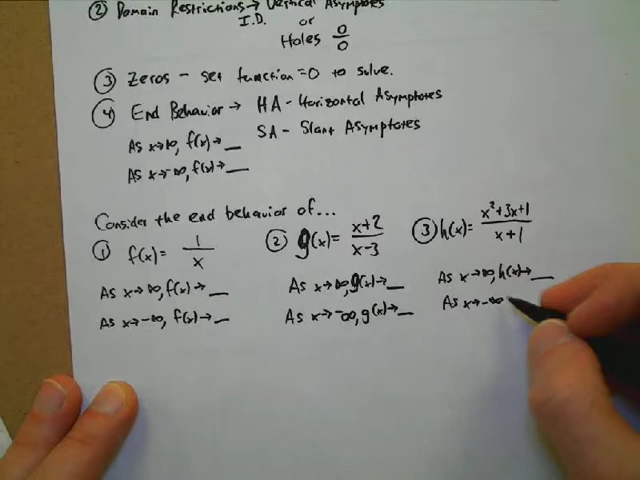 ② Domain Restrictions → Vertical Asymptotes
I.D. or
Holes 0/0
③ Zeros - set function = 0 to solve.
④ End Behavior → HA - Horizontal Asymptotes
SA - Slant Asymptotes
As x→∞, f(x)→ __
As x→-∞, f(x)→ __
Consider the end behavior of...
① f(x)= 1/x ② g(x)= x+2/x-3 ③ h(x)= x²+3x+1/x+1
As x→∞, f(x)→ __ As x→∞, g(x)→ __ As x→∞, h(x)→ __
As x→-∞, f(x)→ __ As x→-∞, g(x)→ __ As x→-∞